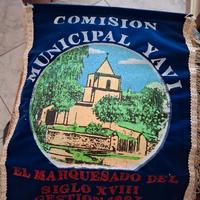 COMISION
MUNICIPAL YAVI
EL MARQUESADO DEL
SIGLO XVIII
GESTION